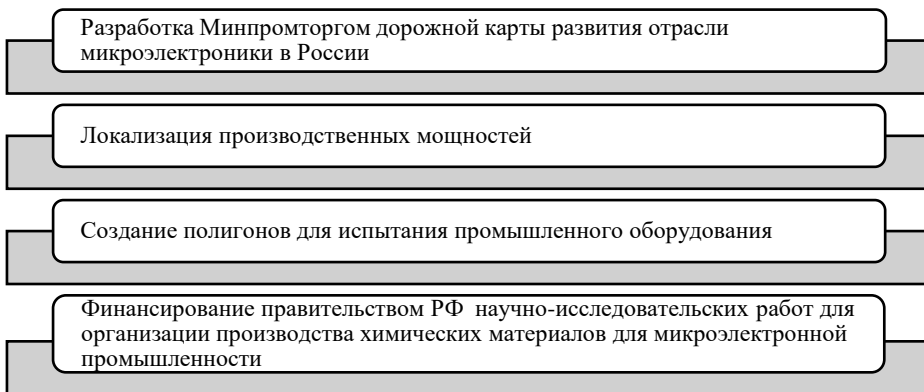 Разработка Минпромторгом дорожной карты развития отрасли
микроэлектроники в России
Локализация производственных мощностей
Создание полигонов для испытания промышленного оборудования
Финансирование правительством РФ  научно-исследовательских работ для
организации производства химических материалов для микроэлектронной
промышленности